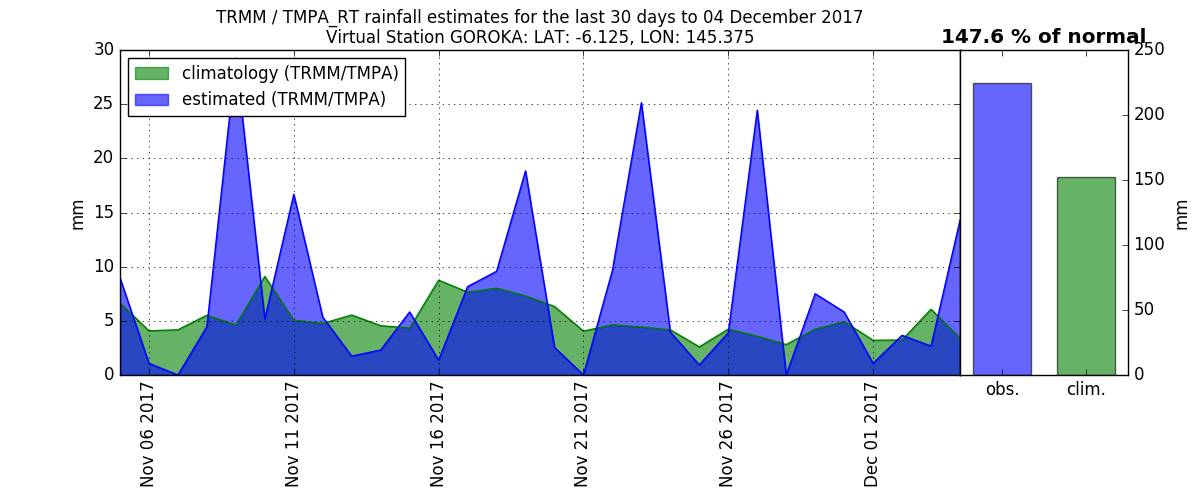 TRMM / TMPA_RT rainfall estimates for the last 30 days to 04 December 2017
Virtual Station GOROKA: LAT: -6.125, LON: 145.375
147.6 % of normal
climatology (TRMM/TMPA)
estimated (TRMM/TMPA)
30
25
20
15
10
5
0
mm
250
200
150
100
50
0
mm
Nov 06 2017
Nov 11 2017
Nov 16 2017
Nov 21 2017
Nov 26 2017
Dec 01 2017
obs.
clim.